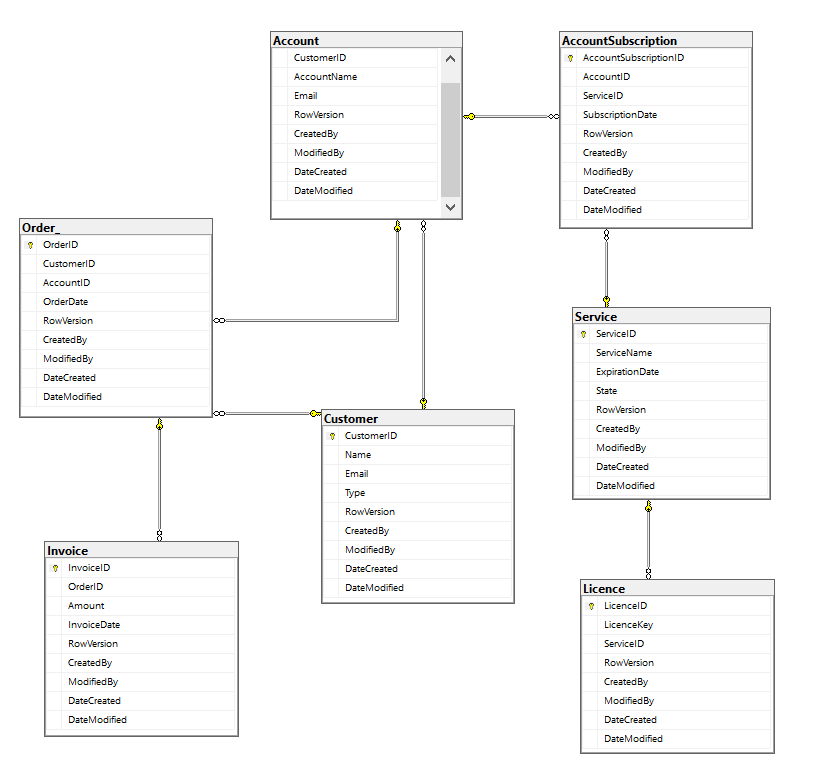 Account
CustomerID
AccountName
Email
RowVersion
CreatedBy
ModifiedBy
DateCreated
DateModified
AccountSubscription
AccountSubscriptionID
AccountID
ServiceID
SubscriptionDate
RowVersion
CreatedBy
ModifiedBy
DateCreated
DateModified
Order_
OrderID
CustomerID
AccountID
OrderDate
RowVersion
CreatedBy
ModifiedBy
DateCreated
DateModified
Service
ServiceID
ServiceName
ExpirationDate
State
RowVersion
CreatedBy
ModifiedBy
DateCreated
DateModified
Customer
CustomerID
Name
Email
Type
RowVersion
CreatedBy
ModifiedBy
DateCreated
DateModified
Invoice
InvoiceID
OrderID
Amount
InvoiceDate
RowVersion
CreatedBy
ModifiedBy
DateCreated
DateModified
Licence
LicenceID
LicenceKey
ServiceID
RowVersion
CreatedBy
ModifiedBy
DateCreated
DateModified